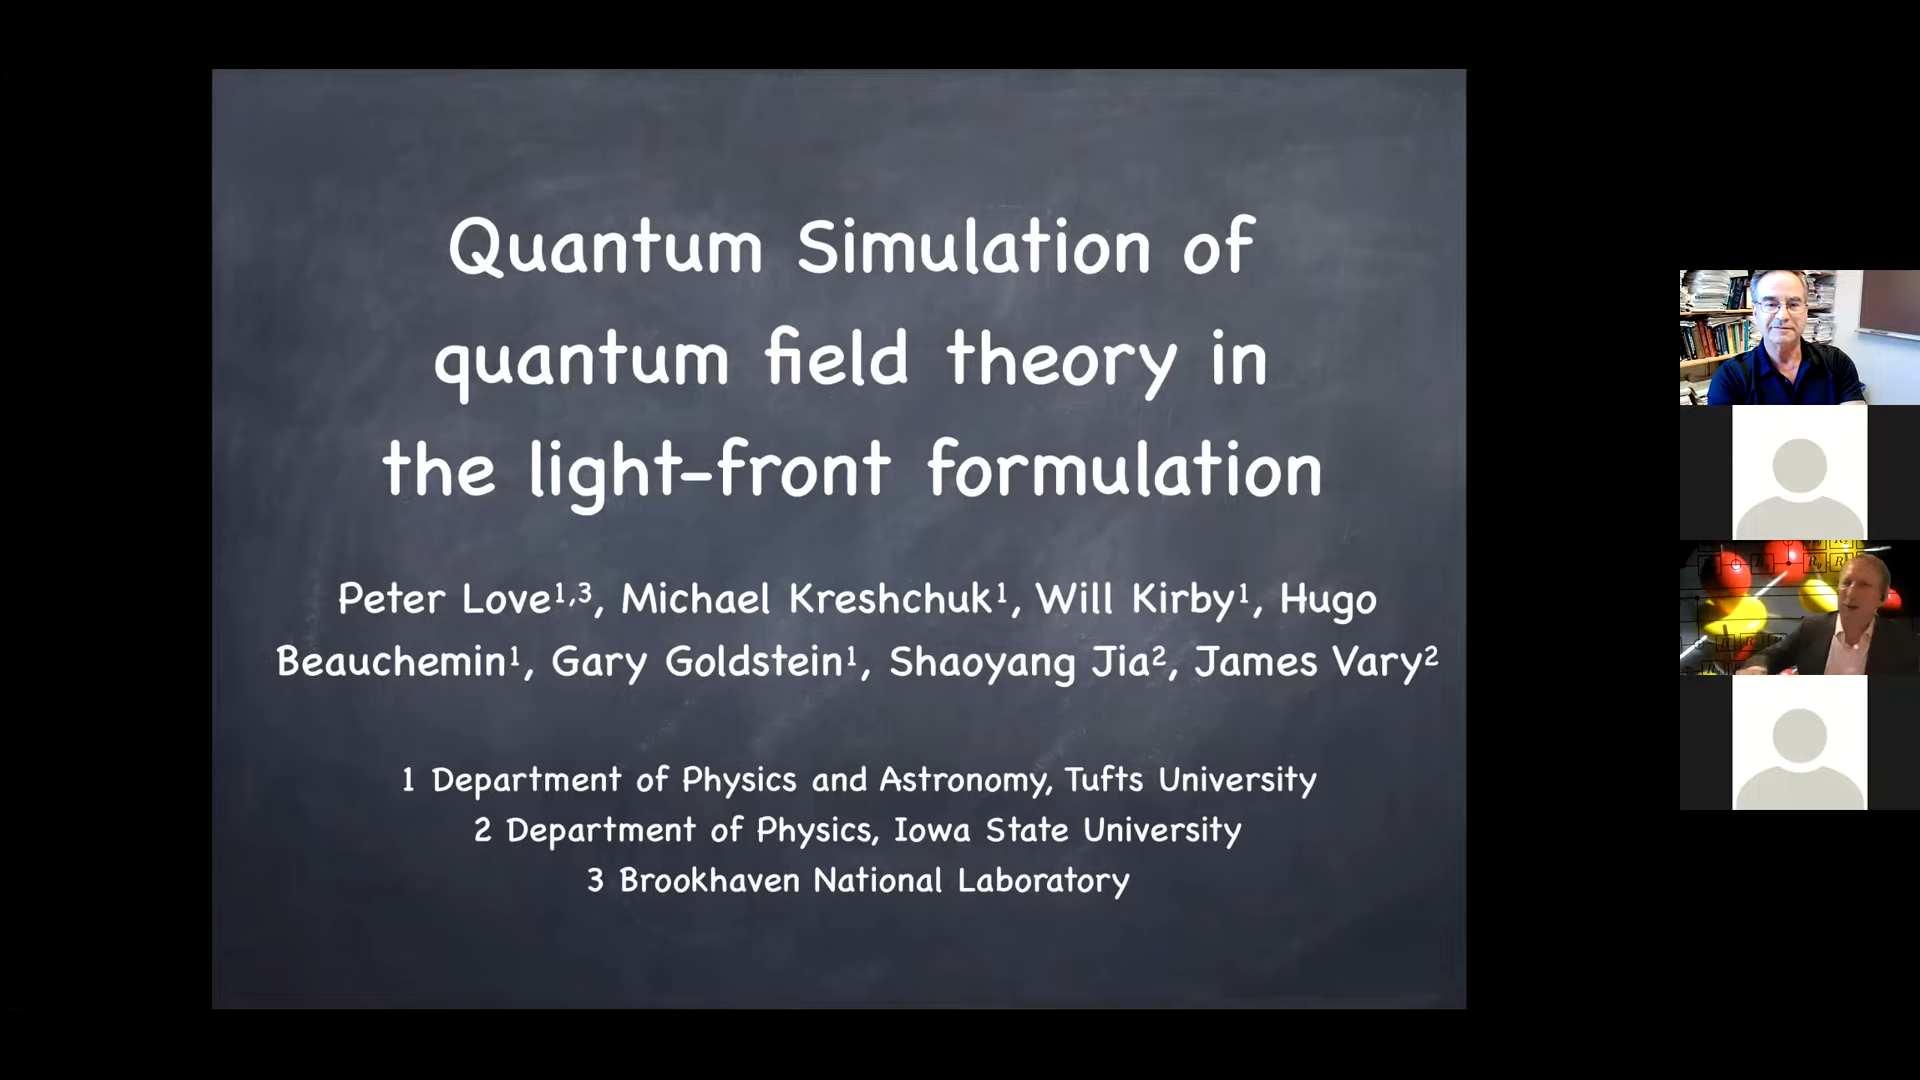 Quantum Simulation of
quantum field theory in
the light-front formulation
Peter Love¹,³, Michael Kreshchuk¹, Will Kirby¹, Hugo
Beauchemin¹, Gary Goldstein¹, Shaoyang Jia², James Vary²
1 Department of Physics and Astronomy, Tufts University
2 Department of Physics, Iowa State University
3 Brookhaven National Laboratory